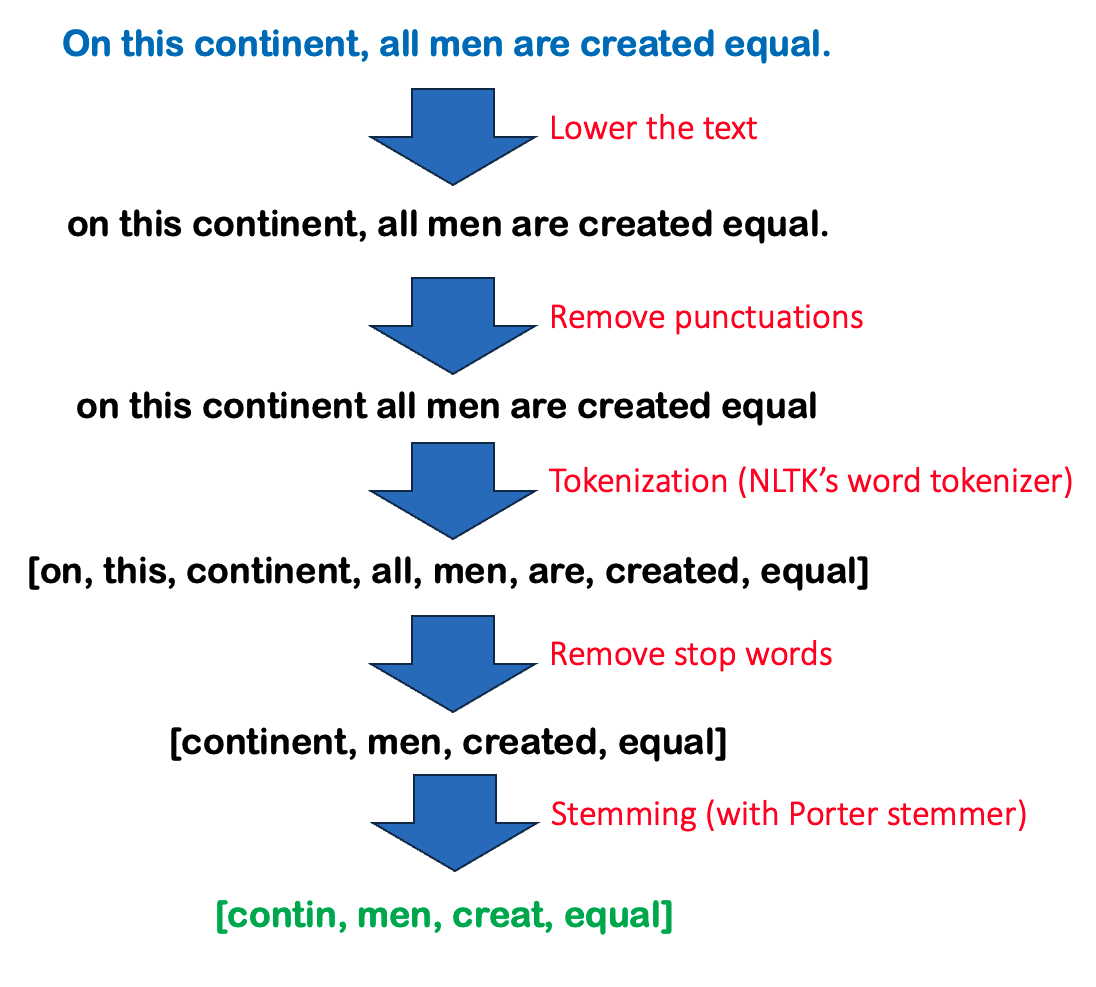 On this continent, all men are created equal.
Lower the text
on this continent, all men are created equal.
Remove punctuations
on this continent all men are created equal
Tokenization (NLTK’s word tokenizer)
[on, this, continent, all, men, are, created, equal]
Remove stop words
[continent, men, created, equal]
Stemming (with Porter stemmer)
[contin, men, creat, equal]